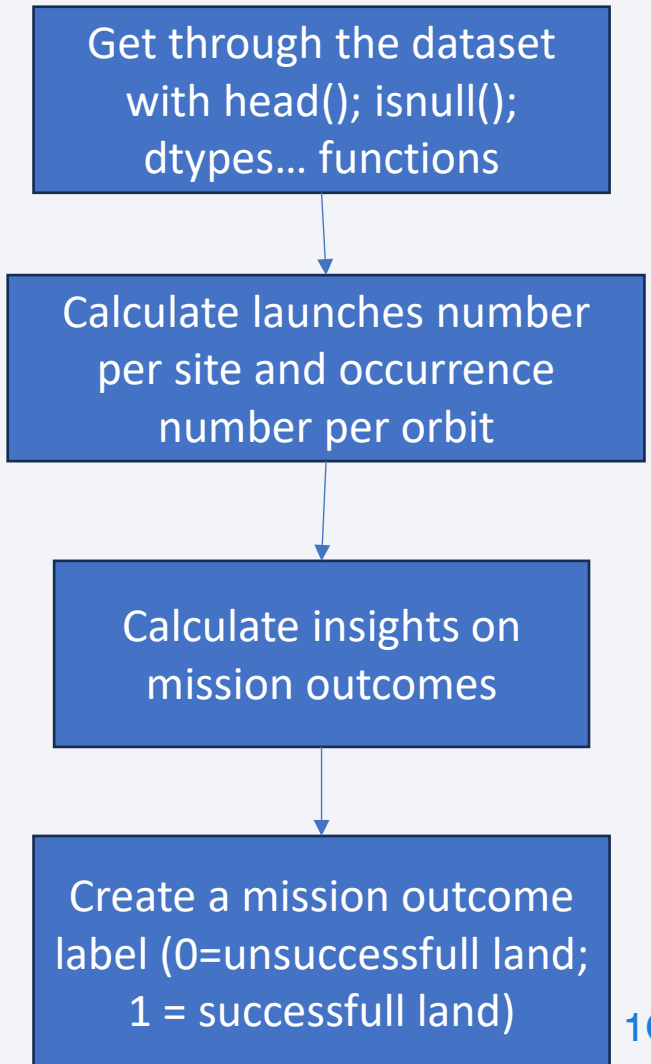 Get through the dataset
with head(); isnull();
dtypes... functions
Calculate launches number
per site and occurrence
number per orbit
Calculate insights on
mission outcomes
Create a mission outcome
label (0=unsuccessfull land;
1 = successfull land)